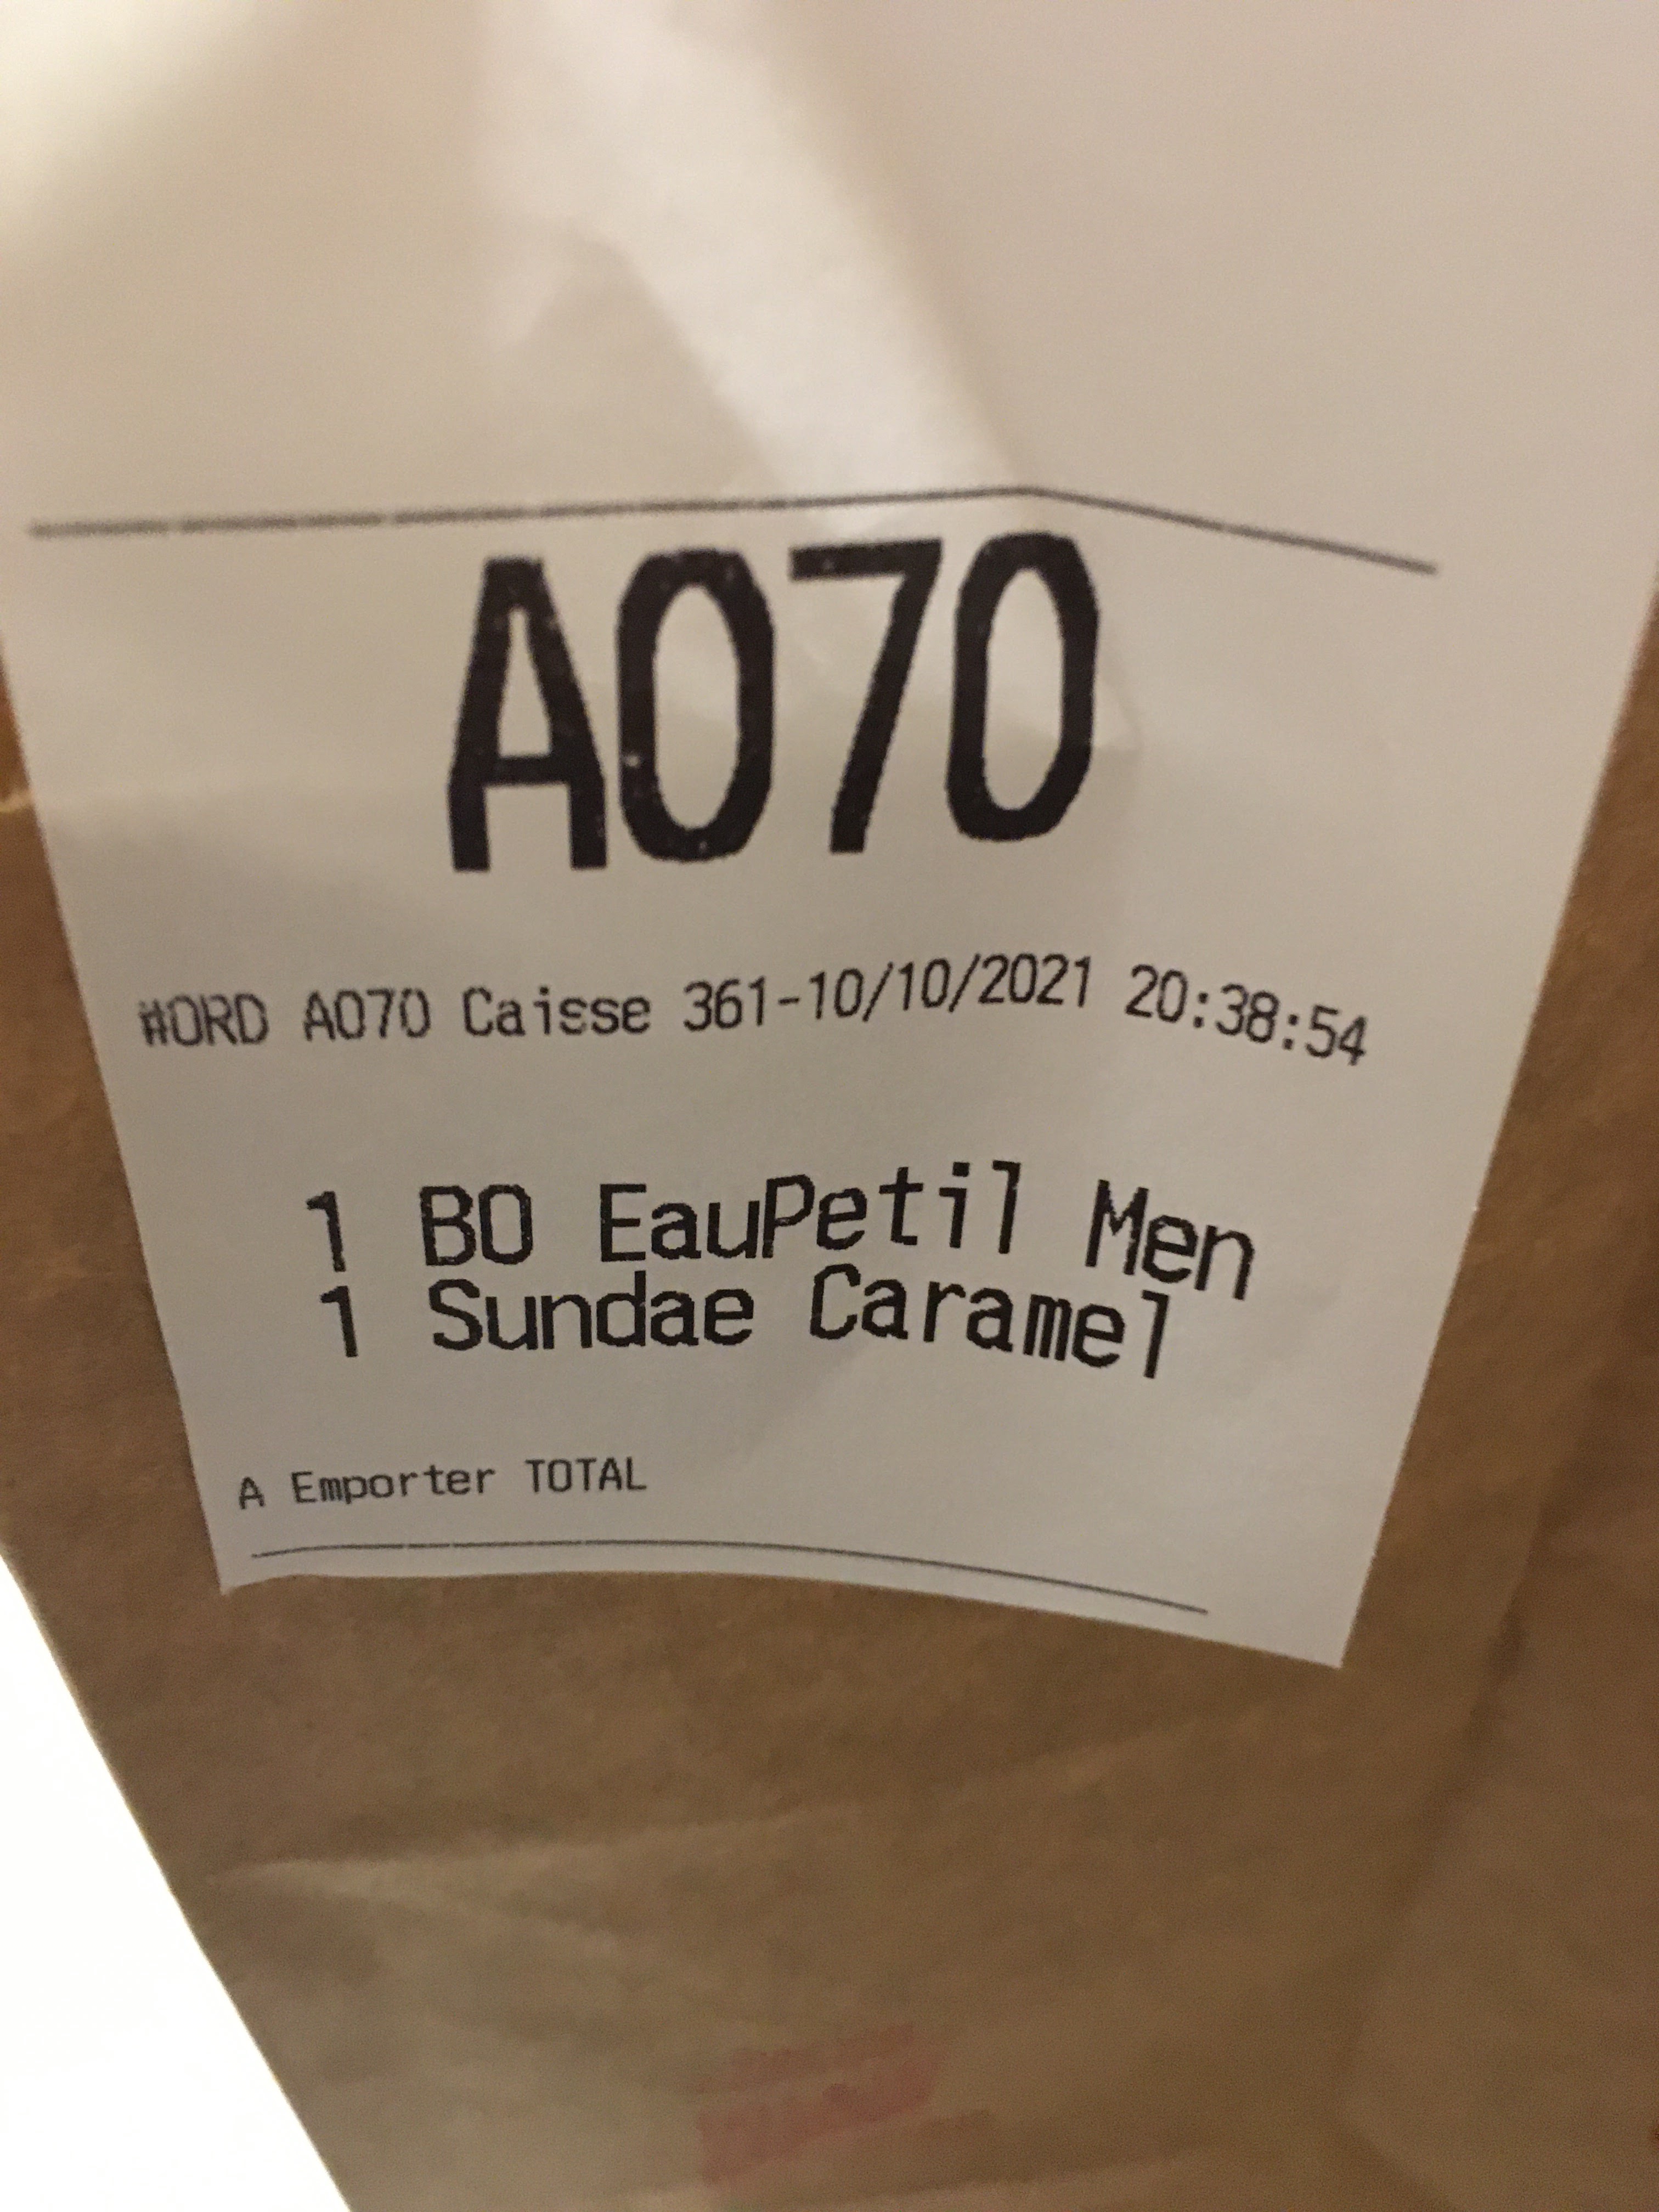 A070
#ORD A070 Caisse 361-10/10/2021 20:38:54
1 BO EauPetil Men
1 Sundae Caramel
A Emporter TOTAL